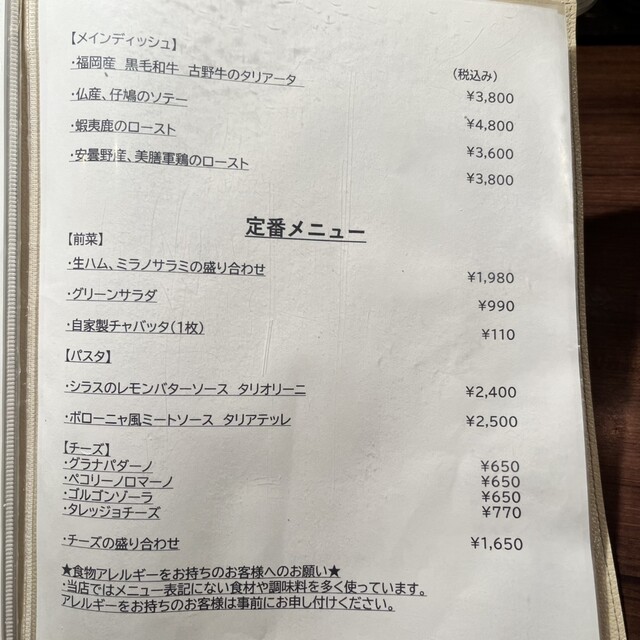 【メインディッシュ】
・福岡産 黒毛和牛 古野牛のタリアータ (税込み) ¥3,800
・仏産、仔鳩のソテー ¥4,800
・蝦夷鹿のロースト ¥3,600
・安曇野産、美膳軍鶏のロースト ¥3,800
定番メニュー
【前菜】
・生ハム、ミラノサラミの盛り合わせ ¥1,980
・グリーンサラダ ¥990
・自家製チャバッタ(1枚) ¥110
【パスタ】
・シラスのレモンバターソース タリオリーニ ¥2,400
・ボローニャ風ミートソース タリアテッレ ¥2,500
【チーズ】
・グラナパダーノ ¥650
・ペコリーノロマーノ ¥650
・ゴルゴンゾーラ ¥650
・タレッジョチーズ ¥770
・チーズの盛り合わせ ¥1,650
★食物アレルギーをお持ちのお客様へのお願い★
・当店ではメニュー表記にない食材や調味料を多く使っています。
アレルギーをお持ちのお客様は事前にお申し付けください。